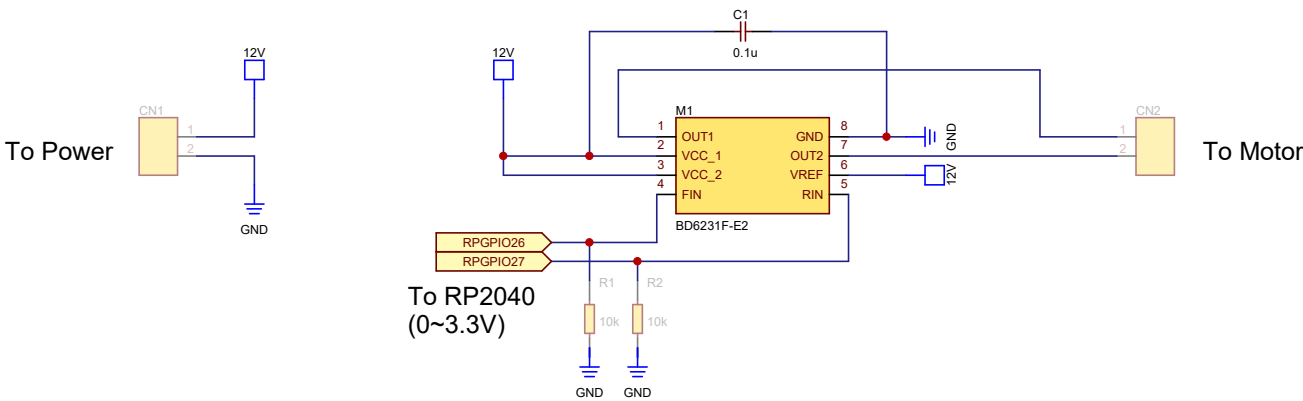 C1
0.1u
12V
12V
CN1
1
2
To Power
GND
M1
1
OUT1
GND
8
2
VCC_1
OUT2
7
3
VCC_2
VREF
6
4
FIN
RIN
5
BD6231F-E2
GND
12V
CN2
1
2
To Motor
RPGPIO26
RPGPIO27
To RP2040
(0~3.3V)
R1
10k
R2
10k
GND
GND